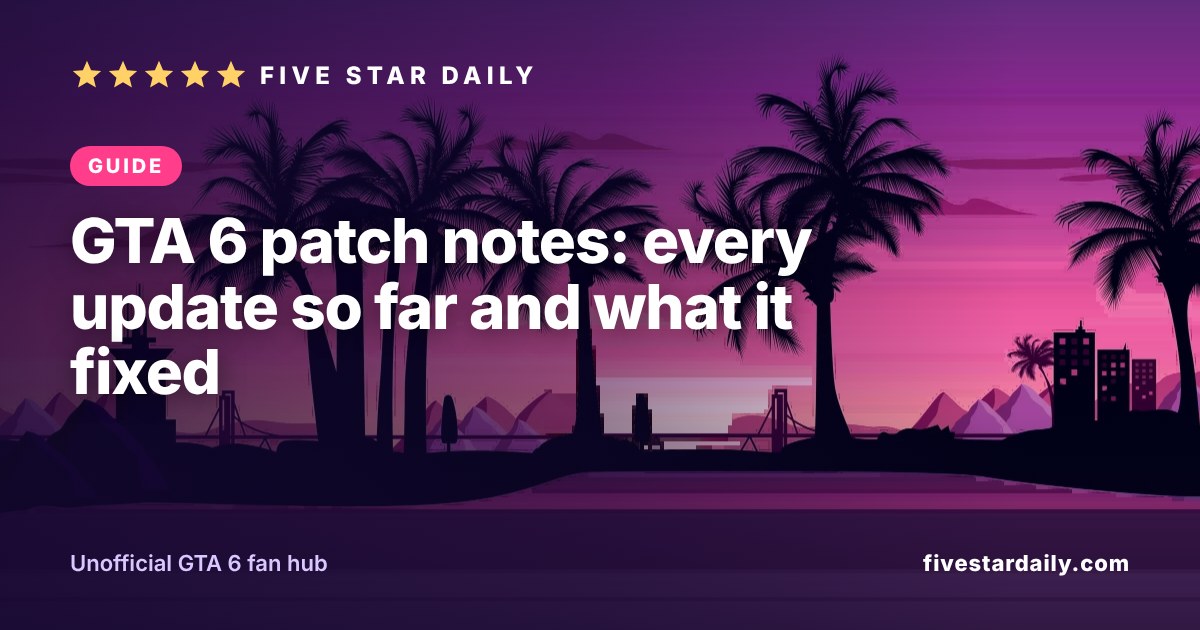 FIVE STAR DAILY
GUIDE
GTA 6 patch notes: every
update so far and what it
fixed
Unofficial GTA 6 fan hub
fivestardaily.com